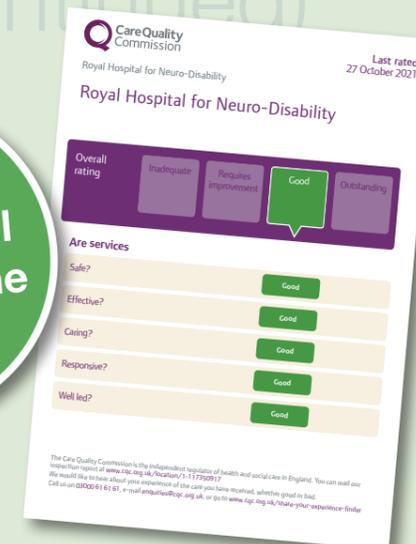 CareQuality
Commission
Last rated
27 October 2021
Royal Hospital for Neuro-Disability
Royal Hospital for Neuro-Disability
Overall
rating
Inadequate
Requires
improvement
Good
Outstanding
Are services
Safe?
Good
Effective?
Good
Caring?
Good
Responsive?
Good
Well led?
Good
The Care Quality Commission is the independent regulator of health and social care in England. You can read our
inspection report at www.cqc.org.uk/location/1-117350917
We would like to hear about your experience of the care you have received, whether good or bad.
Call us on 03000 61 61 61, e-mail enquiries@cqc.org.uk, or go to www.cqc.org.uk/share-your-experience-finder